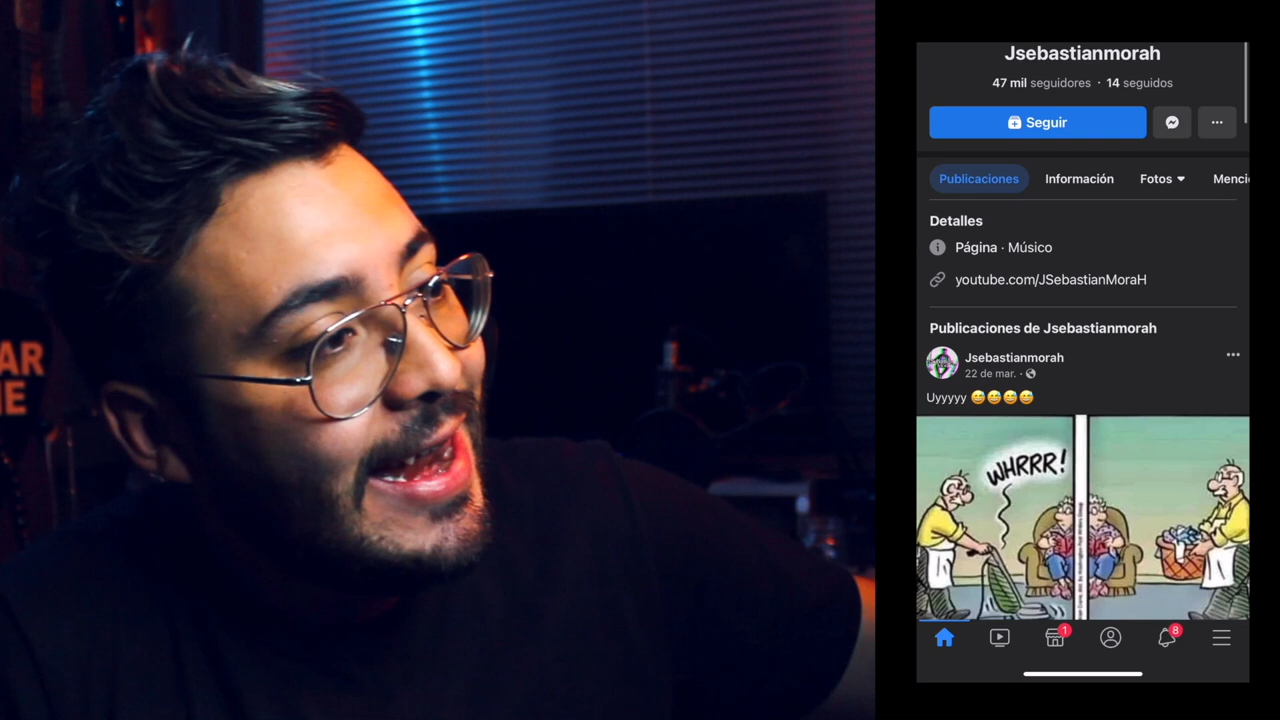 AR
NE
Jsebastianmorah
47 mil seguidores · 14 seguidos
Seguir
Publicaciones
Información
Fotos
Menci
Detalles
Página · Músico
youtube.com/JSebastianMoraH
Publicaciones de Jsebastianmorah
Jsebastianmorah
22 de mar. ·
Uyyyyy 😅😅😅😅
WHRRR!
1
8